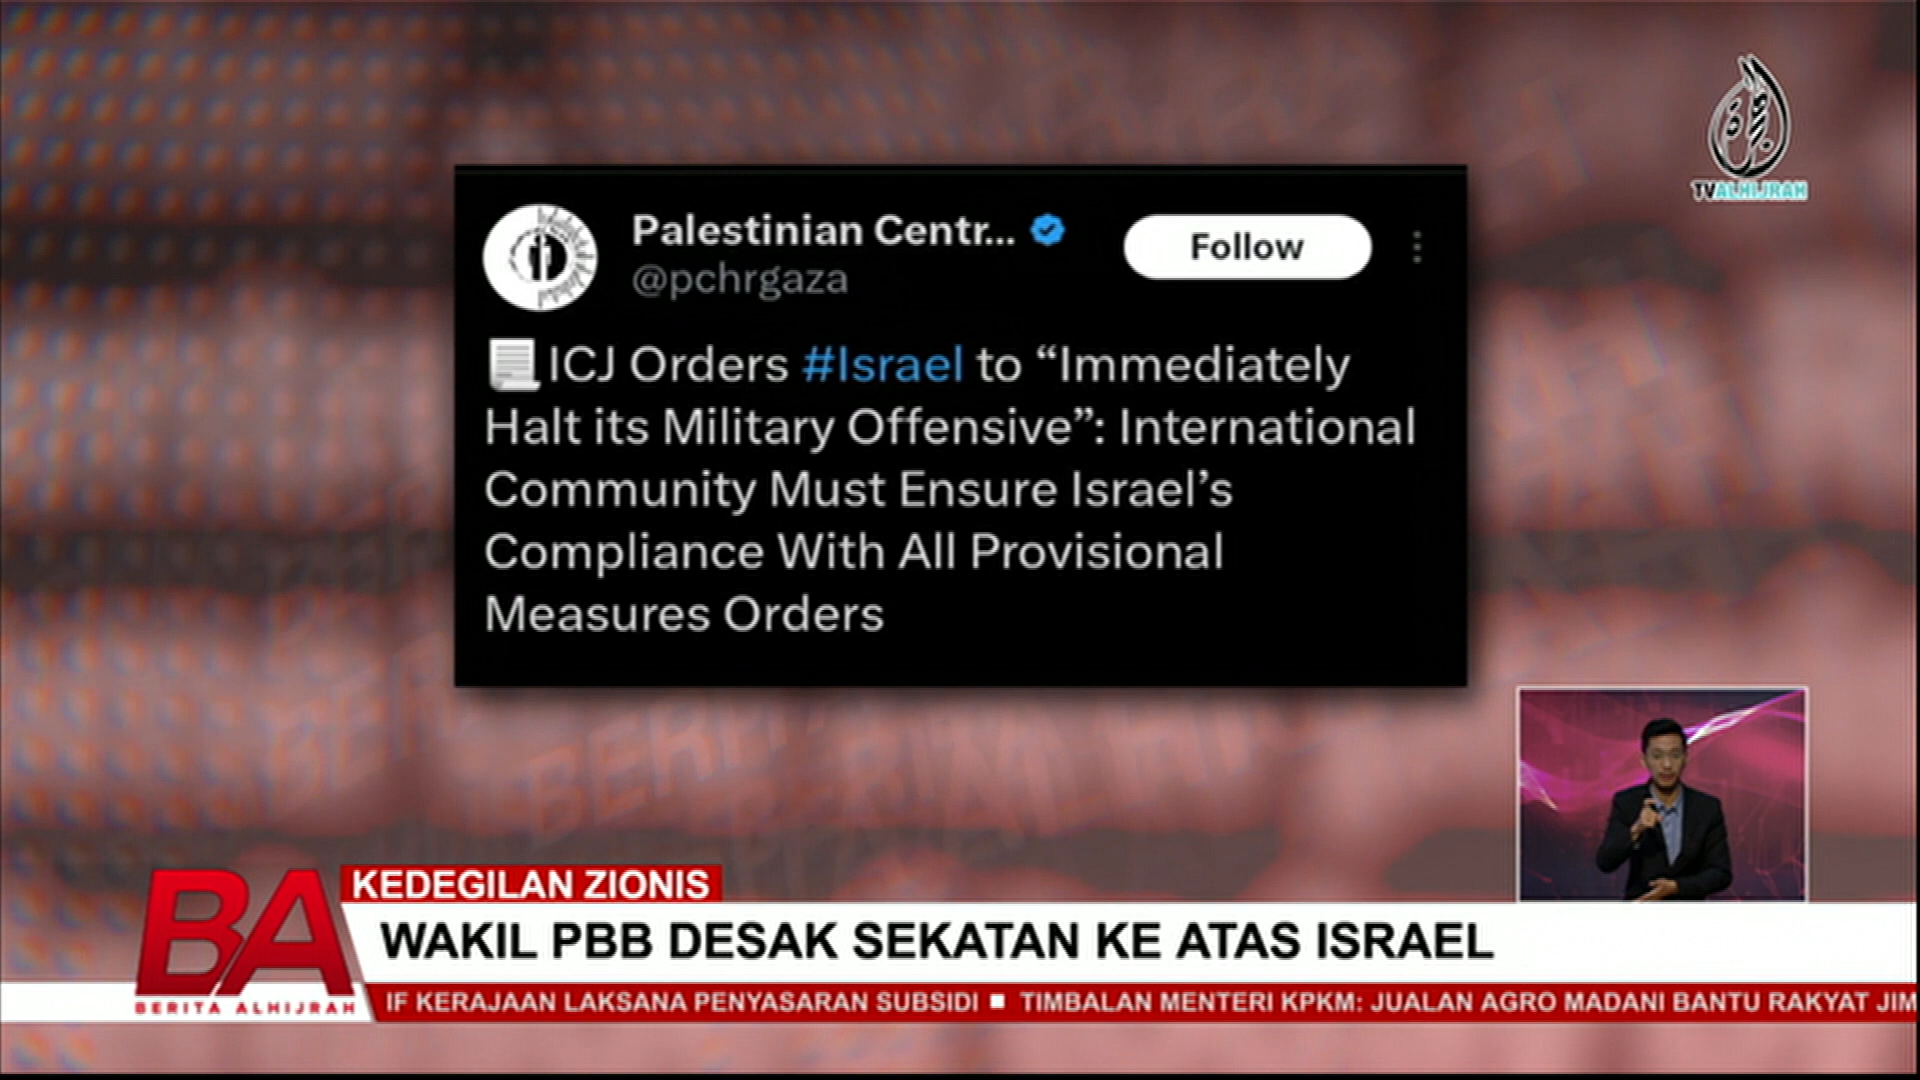 TVALHIJRAH
Palestinian Centr...
@pchrgaza
Follow
ICJ Orders #Israel to “Immediately
Halt its Military Offensive”: International
Community Must Ensure Israel’s
Compliance With All Provisional
Measures Orders
BA
BERITA ALHIJRAH
KEDEGILAN ZIONIS
WAKIL PBB DESAK SEKATAN KE ATAS ISRAEL
IF KERAJAAN LAKSANA PENYASARAN SUBSIDI ■ TIMBALAN MENTERI KPKM: JUALAN AGRO MADANI BANTU RAKYAT JIM